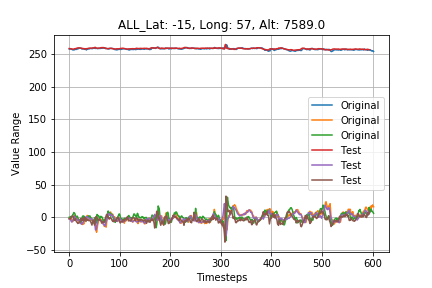 ALL_Lat: -15, Long: 57, Alt: 7589.0
Value Range
250
200
150
100
50
0
−50
Original
Original
Original
Test
Test
Test
0 100 200 300 400 500 600
Timesteps